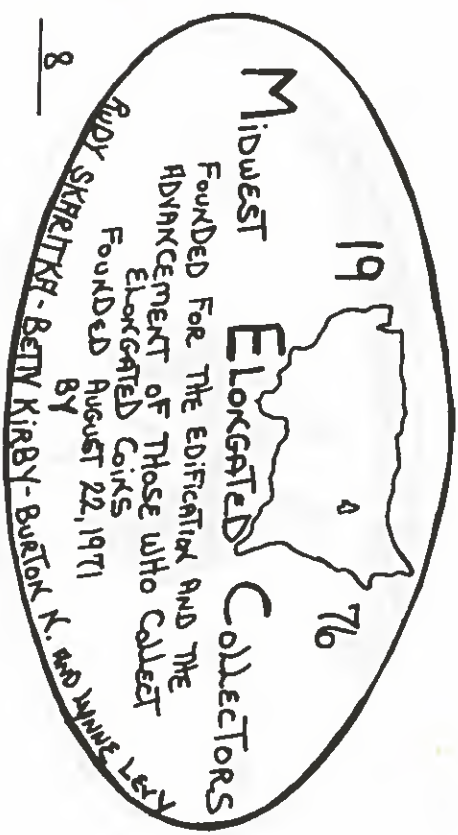 19 76
MIDWEST ELONGATED COLLECTORS
FOUNDED FOR THE EDIFICATION AND THE
ADVANCEMENT OF THOSE WHO COLLECT
ELONGATED COINS
FOUNDED AUGUST 22, 1971
BY
RUDY - BETTY KIRBY - BURTON N. AND LYNNE LEVY
8